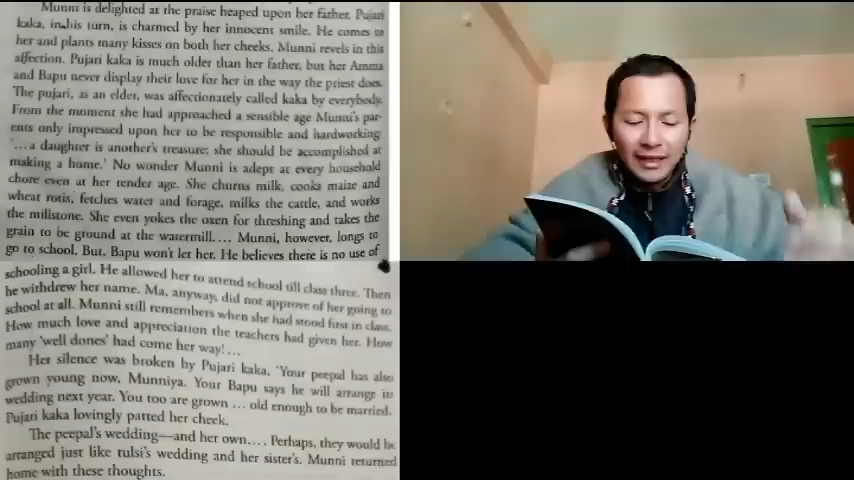 Munni is delighted at the praise heaped upon her father. Pujari
kaka, in his turn, is charmed by her innocent smile. He comes to
her and plants many kisses on both her cheeks. Munni revels in this
affection. Pujari kaka is much older than her father, but her Amma
and Bapu never display their love for her in the way the priest does.
The pujari, as an elder, was affectionately called kaka by everybody.
From the moment she had approached a sensible age Munni's par-
ents only impressed upon her to be responsible and hardworking:
'…a daughter is another's treasure; she should be accomplished at
making a home.' No wonder Munni is adept at every household
chore even at her tender age. She churns milk, cooks maize and
wheat rotis, fetches water and forage, milks the cattle, and works
the millstone. She even yokes the oxen for threshing and takes the
grain to be ground at the watermill.… Munni, however, longs to
go to school. But, Bapu won't let her. He believes there is no use of
schooling a girl. He allowed her to attend school till class three. Then
he withdrew her name. Ma, anyway, did not approve of her going to
school at all. Munni still remembers when she had stood first in class.
How much love and appreciation the teachers had given her. How
many 'well dones' had come her way!…
Her silence was broken by Pujari kaka, 'Your peepal has also
grown young now, Munniya. Your Bapu says he will arrange its
wedding next year. You too are grown … old enough to be married.
Pujari kaka lovingly patted her cheek.
The peepal's wedding—and her own.… Perhaps, they would be
arranged just like tulsi's wedding and her sister's. Munni returned
home with these thoughts.